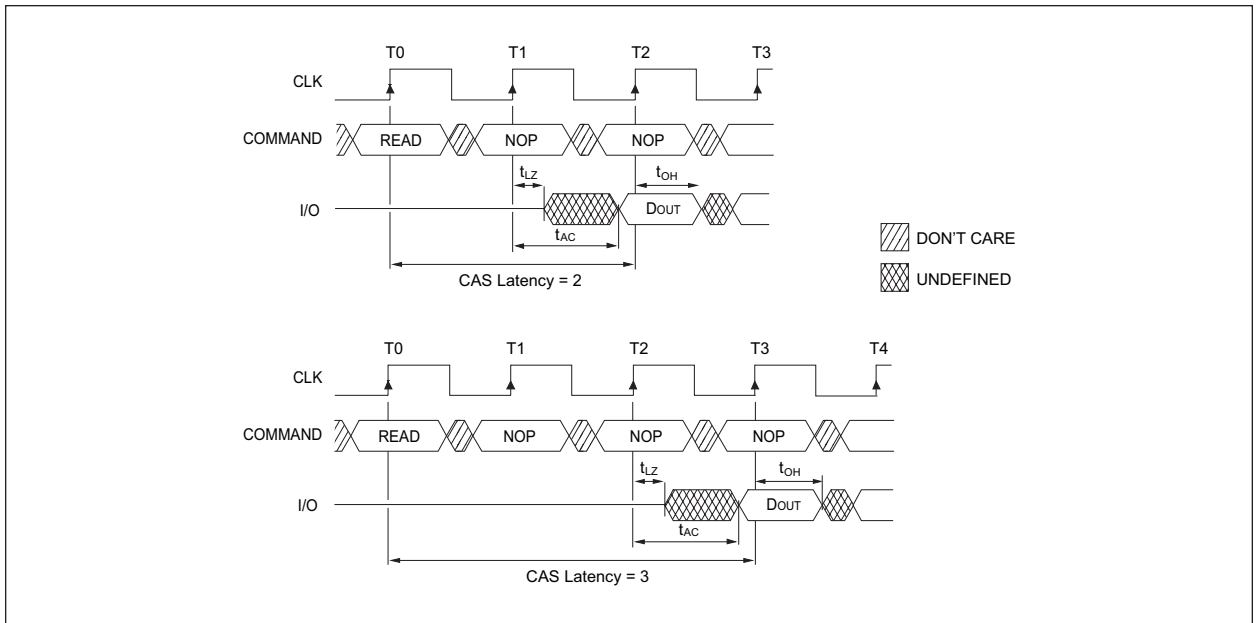 T0 T1 T2 T3
CLK
COMMAND READ NOP NOP
tLZ tOH
I/O DOUT
tAC
CAS Latency = 2
DON'T CARE
UNDEFINED
T0 T1 T2 T3 T4
CLK
COMMAND READ NOP NOP NOP
tLZ tOH
I/O DOUT
tAC
CAS Latency = 3